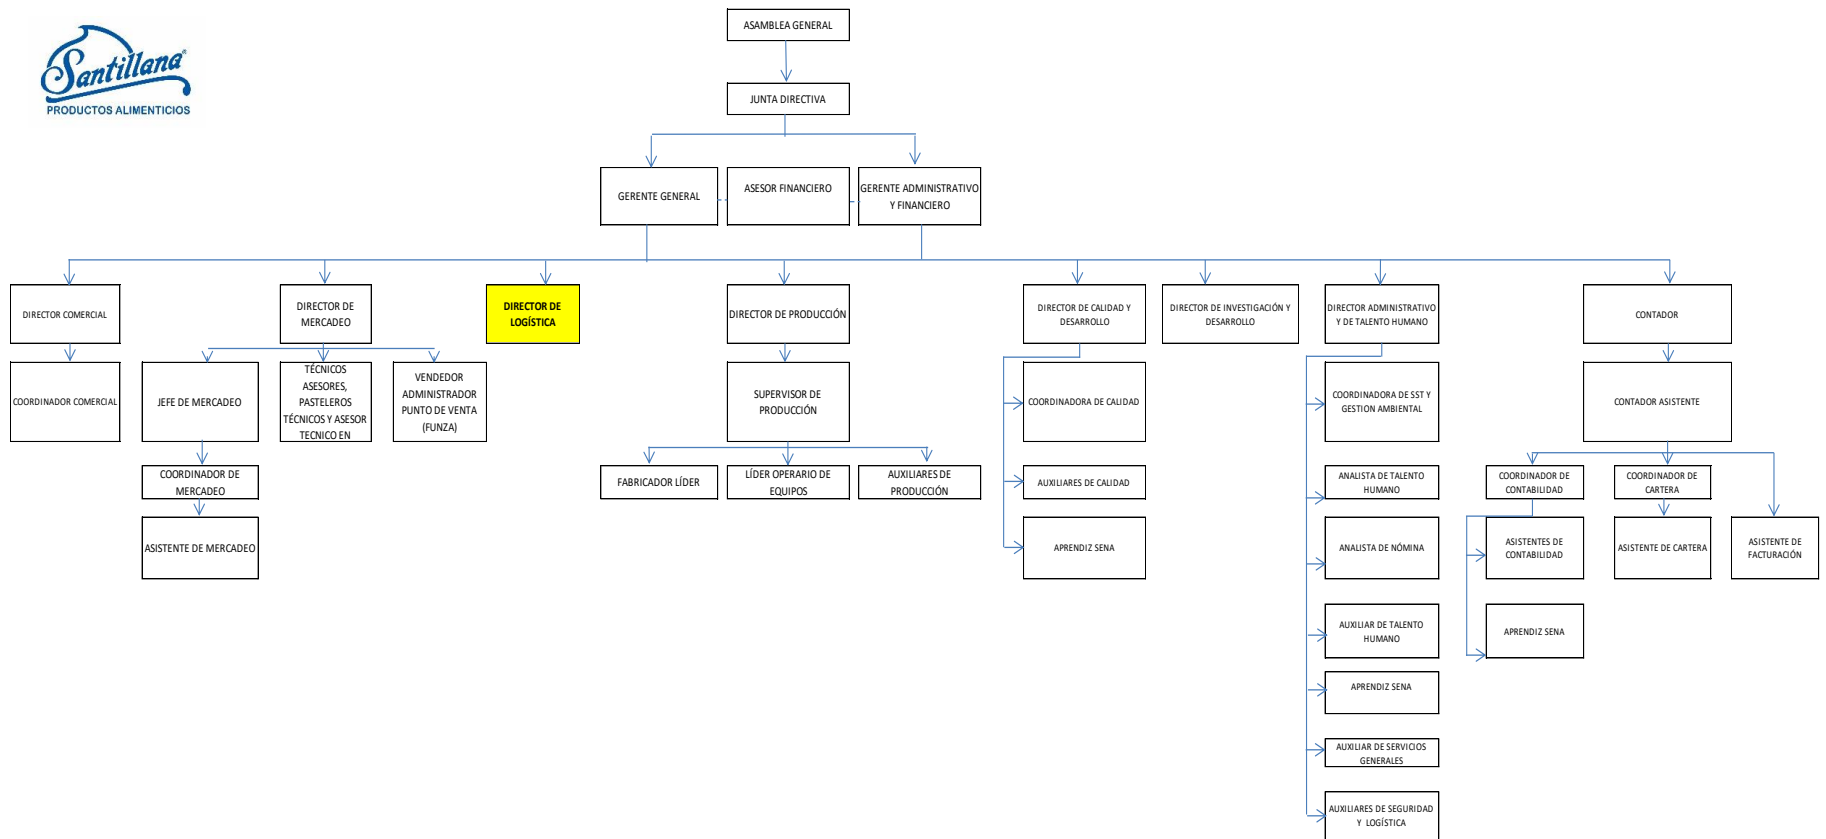 Santillana®
PRODUCTOS ALIMENTICIOS
ASAMBLEA GENERAL
JUNTA DIRECTIVA
GERENTE GENERAL
ASESOR FINANCIERO
GERENTE ADMINISTRATIVO
Y FINANCIERO
DIRECTOR COMERCIAL
DIRECTOR DE
MERCADEO
DIRECTOR DE
LOGÍSTICA
DIRECTOR DE PRODUCCIÓN
DIRECTOR DE CALIDAD Y
DESARROLLO
DIRECTOR DE INVESTIGACIÓN Y
DESARROLLO
DIRECTOR ADMINISTRATIVO
Y DE TALENTO HUMANO
CONTADOR
COORDINADOR COMERCIAL
JEFE DE MERCADEO
TÉCNICOS
ASESORES,
PASTELEROS
TÉCNICOS Y ASESOR
TECNICO EN
VENDEDOR
ADMINISTRADOR
PUNTO DE VENTA
(FUNZA)
SUPERVISOR DE
PRODUCCIÓN
COORDINADORA DE CALIDAD
COORDINADORA DE SST Y
GESTION AMBIENTAL
CONTADOR ASISTENTE
COORDINADOR DE
MERCADEO
FABRICADOR LÍDER
LÍDER OPERARIO DE
EQUIPOS
AUXILIARES DE
PRODUCCIÓN
AUXILIARES DE CALIDAD
ANALISTA DE TALENTO
HUMANO
COORDINADOR DE
CONTABILIDAD
COORDINADOR DE
CARTERA
ASISTENTE DE MERCADEO
APRENDIZ SENA
ANALISTA DE NÓMINA
ASISTENTES DE
CONTABILIDAD
ASISTENTE DE CARTERA
ASISTENTE DE
FACTURACIÓN
AUXILIAR DE TALENTO
HUMANO
APRENDIZ SENA
APRENDIZ SENA
AUXILIAR DE SERVICIOS
GENERALES
AUXILIARES DE SEGURIDAD
Y LOGÍSTICA